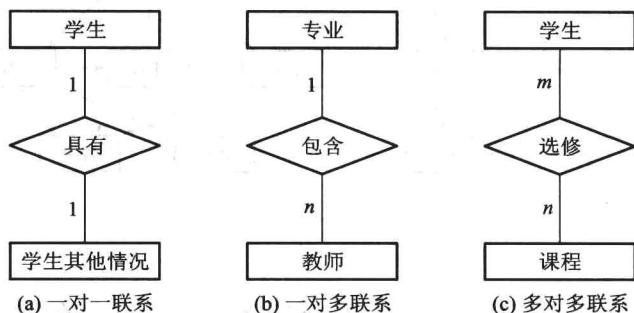 学生
1
具有
1
学生其他情况
(a) 一对一联系
专业
1
包含
n
教师
(b) 一对多联系
学生
m
选修
n
课程
(c) 多对多联系